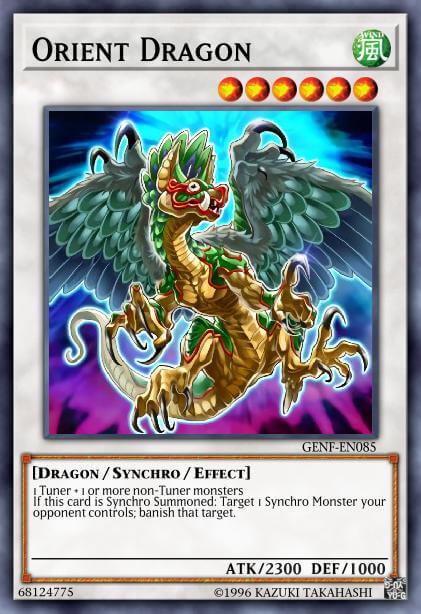 Orient Dragon
WIND
風
GENF-EN085
[Dragon / Synchro / Effect]
1 Tuner + 1 or more non-Tuner monsters
If this card is Synchro Summoned: Target 1 Synchro Monster your
opponent controls; banish that target.
ATK/2300 DEF/1000
68124775
©1996 KAZUKI TAKAHASHI